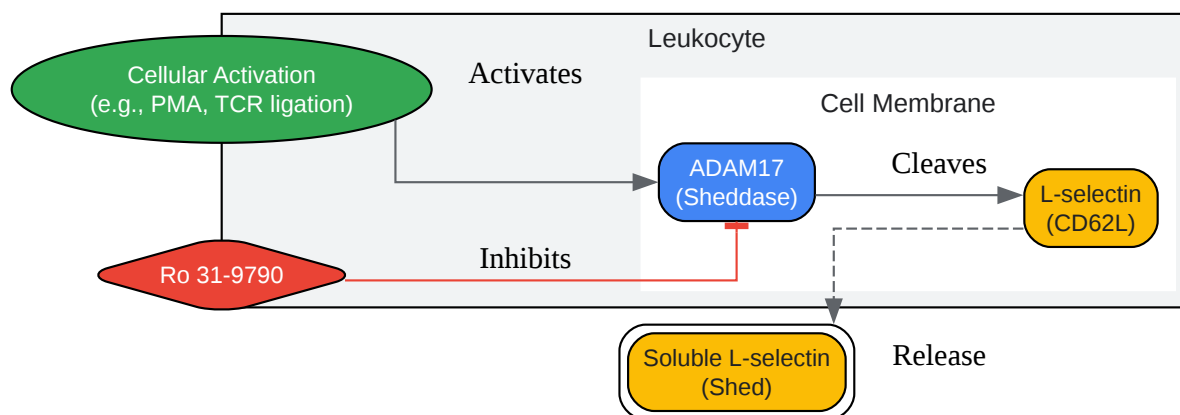 Leukocyte
Cellular Activation
(e.g., PMA, TCR ligation)
Activates
Cell Membrane
ADAM17
(Sheddase)
Cleaves
L-selectin
(CD62L)
Ro 31-9790
Inhibits
Soluble L-selectin
(Shed)
Release